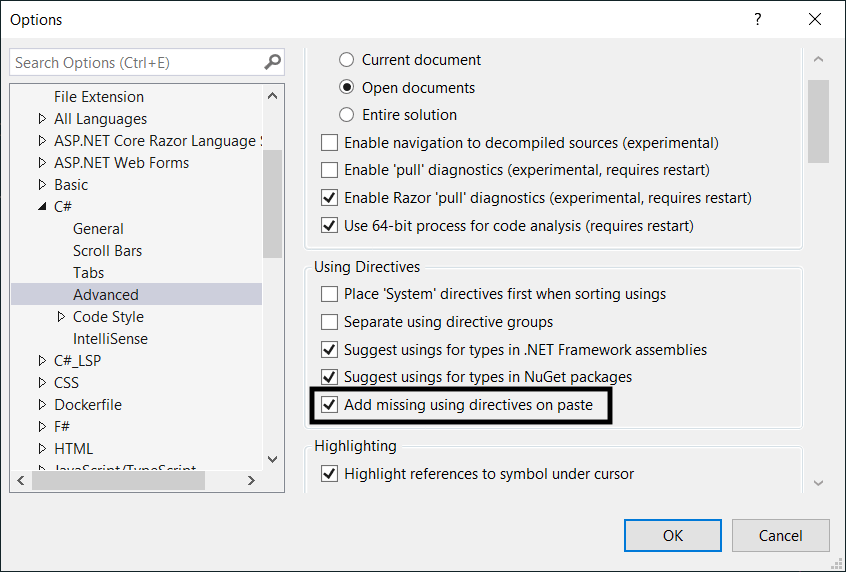 Options
?
Search Options (Ctrl+E)
File Extension
All Languages
ASP.NET Core Razor Language
ASP.NET Web Forms
Basic
C#
General
Scroll Bars
Tabs
Advanced
Code Style
IntelliSense
C#_LSP
CSS
Dockerfile
F#
HTML
JavaScript/TypeScript
Current document
Open documents
Entire solution
Enable navigation to decompiled sources (experimental)
Enable 'pull' diagnostics (experimental, requires restart)
Enable Razor 'pull' diagnostics (experimental, requires restart)
Use 64-bit process for code analysis (requires restart)
Using Directives
Place 'System' directives first when sorting usings
Separate using directive groups
Suggest usings for types in .NET Framework assemblies
Suggest usings for types in NuGet packages
Add missing using directives on paste
Highlighting
Highlight references to symbol under cursor
OK
Cancel